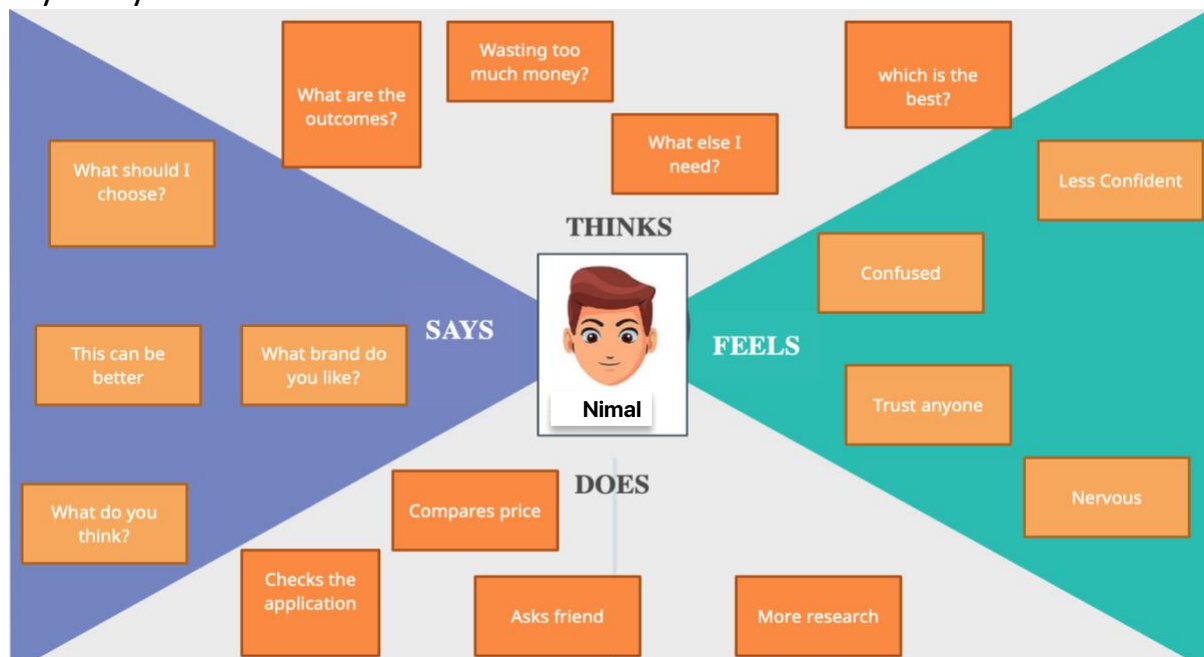 Wasting too
much money?
What are the
outcomes?
which is the
best?
What else I
need?
What should I
choose?
Less Confident
THINKS
Confused
SAYS
This can be
better
What brand do
you like?
FEELS
Nimal
Trust anyone
DOES
What do you
think?
Compares price
Nervous
Checks the
application
Asks friend
More research